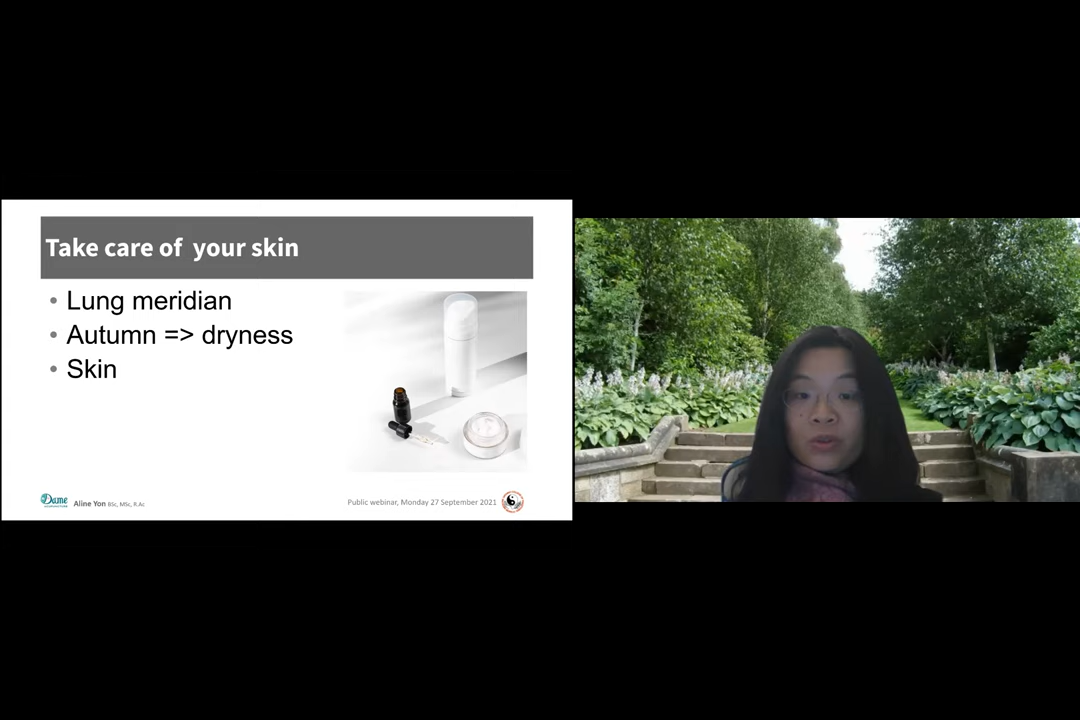 Take care of your skin
• Lung meridian
• Autumn => dryness
• Skin
Dame
Aline Yon BSc, MSc, R.Ac
Public webinar, Monday 27 September 2021